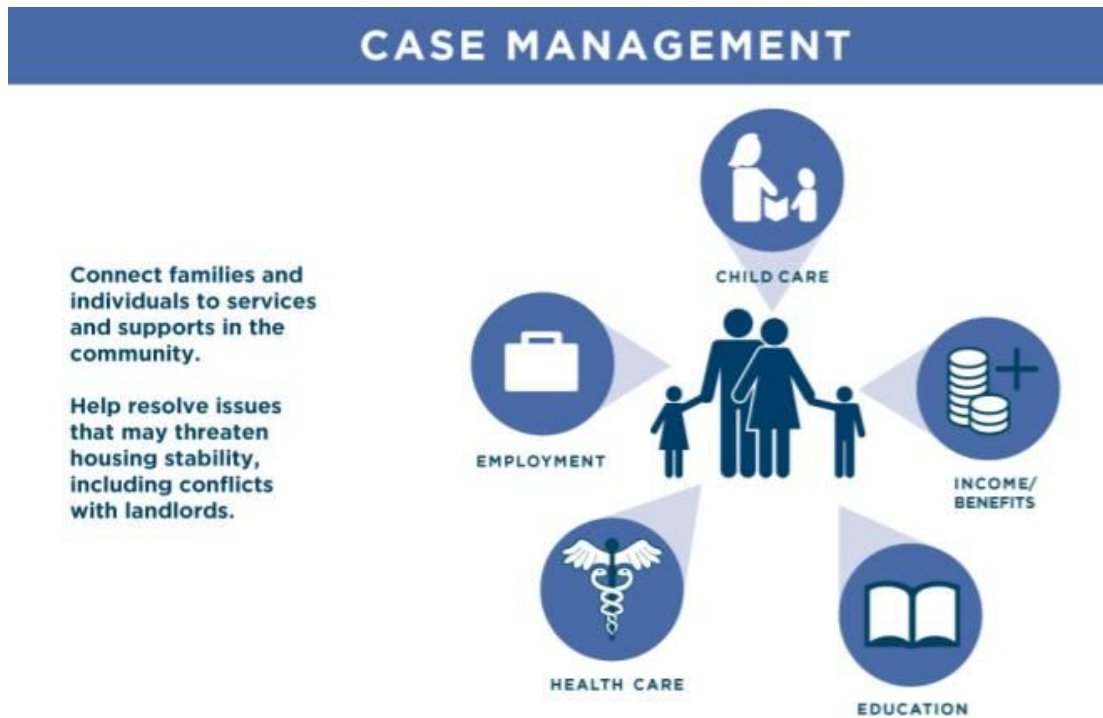 CASE MANAGEMENT
Connect families and
individuals to services
and supports in the
community.
Help resolve issues
that may threaten
housing stability,
including conflicts
with landlords.
CHILD CARE
EMPLOYMENT
INCOME/
BENEFITS
HEALTH CARE
EDUCATION